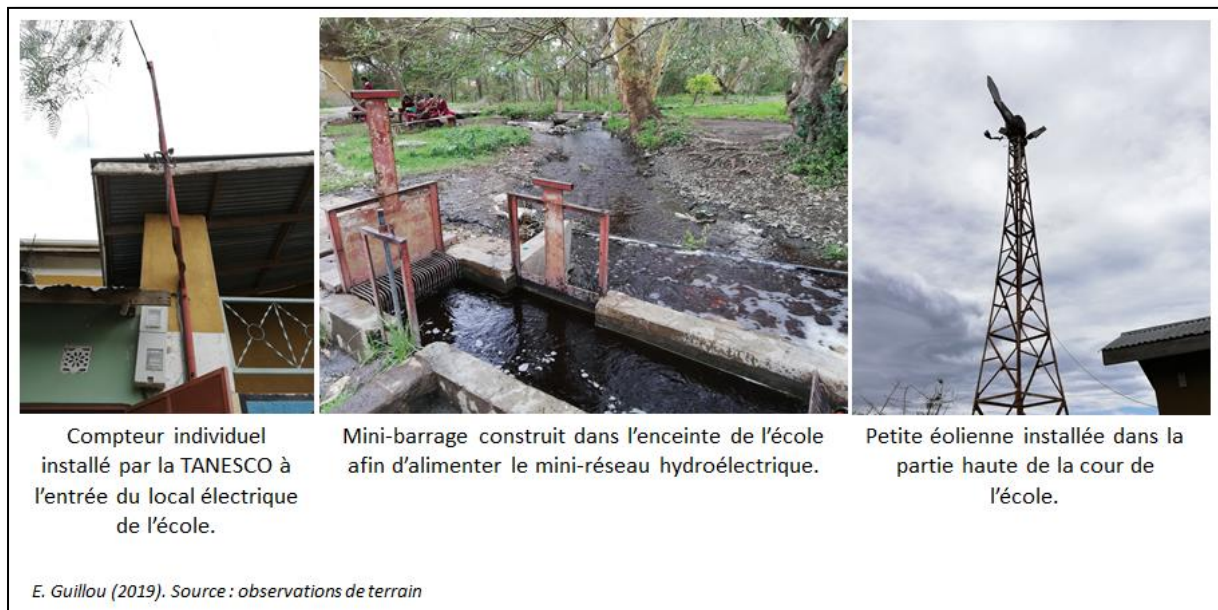 Compteur individuel
installé par la TANESCO à
l’entrée du local électrique
de l’école.
Mini-barrage construit dans l’enceinte de l’école
afin d’alimenter le mini-réseau hydroélectrique.
Petite éolienne installée dans la
partie haute de la cour de
l’école.
E. Guillou (2019). Source : observations de terrain